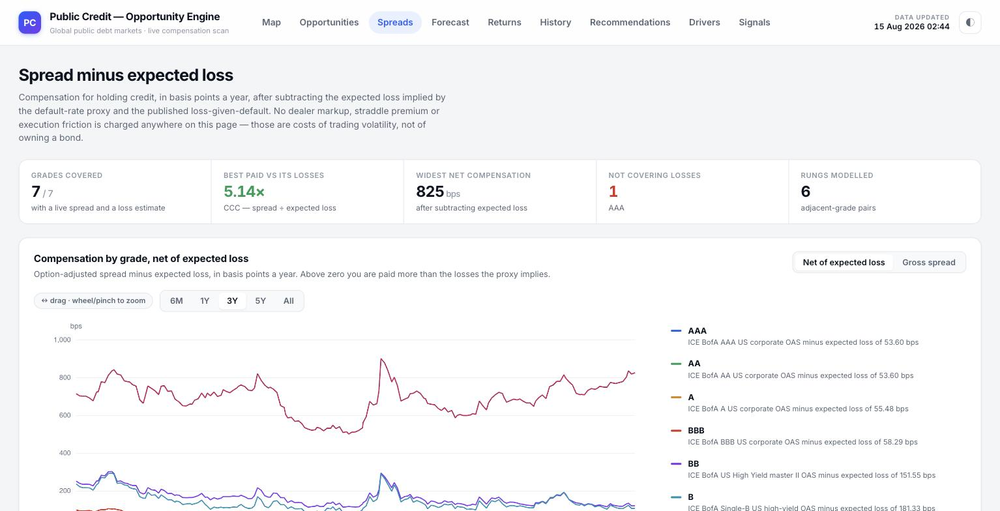 PC
Public Credit — Opportunity Engine
Global public debt markets · live compensation scan
Map
Opportunities
Spreads
Forecast
Returns
History
Recommendations
Drivers
Signals
DATA UPDATED
15 Aug 2026 02:44
Spread minus expected loss
Compensation for holding credit, in basis points a year, after subtracting the expected loss implied by
the default-rate proxy and the published loss-given-default. No dealer markup, straddle premium or
execution friction is charged anywhere on this page — those are costs of trading volatility, not of
owning a bond.
GRADES COVERED
7 / 7
with a live spread and a loss estimate
BEST PAID VS ITS LOSSES
5.14×
CCC — spread ÷ expected loss
WIDEST NET COMPENSATION
825 bps
after subtracting expected loss
NOT COVERING LOSSES
1
AAA
RUNGS MODELLED
6
adjacent-grade pairs
Compensation by grade, net of expected loss
Option-adjusted spread minus expected loss, in basis points a year. Above zero you are paid more than the losses the proxy implies.
Net of expected loss
Gross spread
↔ drag · wheel/pinch to zoom
6M
1Y
3Y
5Y
All
bps
1,000
800
600
400
200
AAA
ICE BofA AAA US corporate OAS minus expected loss of 53.60 bps
AA
ICE BofA AA US corporate OAS minus expected loss of 53.60 bps
A
ICE BofA A US corporate OAS minus expected loss of 55.48 bps
BBB
ICE BofA BBB US corporate OAS minus expected loss of 58.29 bps
BB
ICE BofA US High Yield master II OAS minus expected loss of 151.55 bps
B
ICE BofA Single-B US high-yield OAS minus expected loss of 181.33 bps